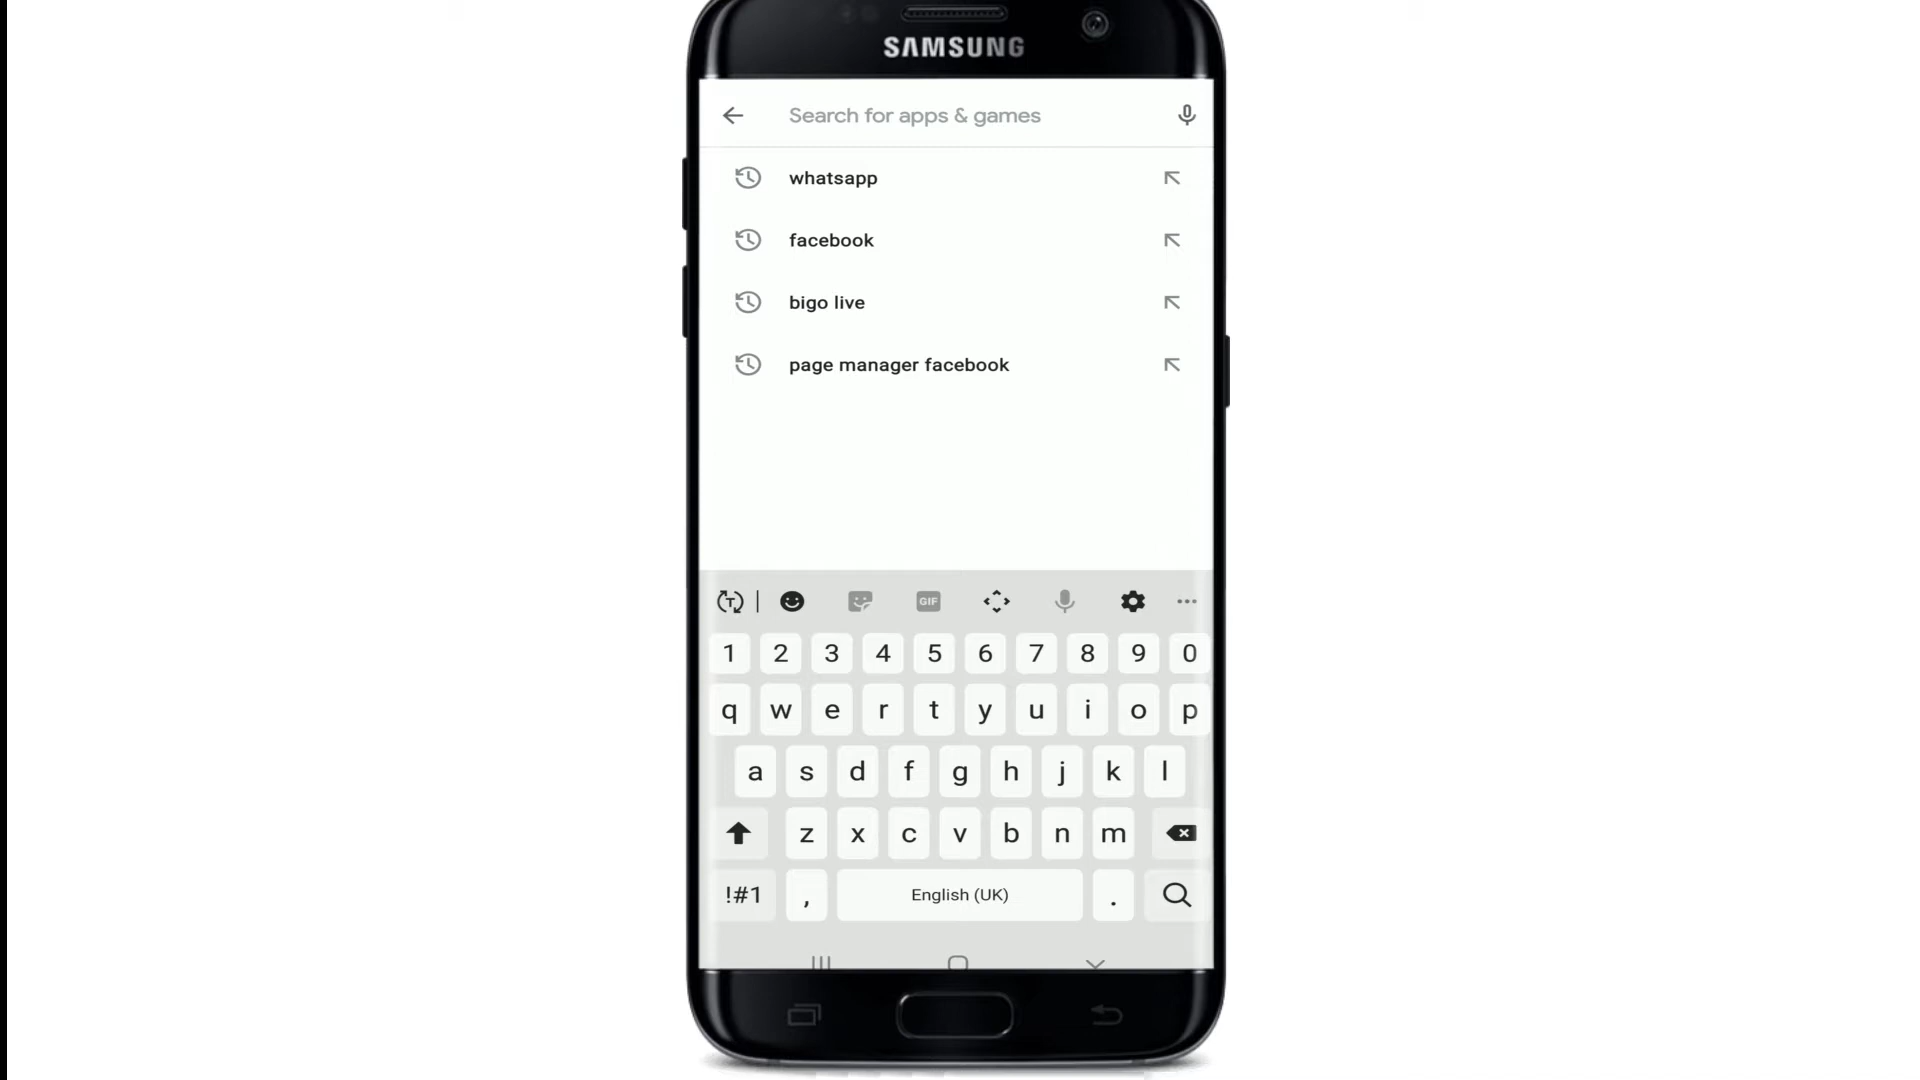 SAMSUNG
Search for apps & games
whatsapp
facebook
bigo live
page manager facebook
T GIF
1 2 3 4 5 6 7 8 9 0
q w e r t y u i o p
a s d f g h j k l
z x c v b n m
!#1 , English (UK) .